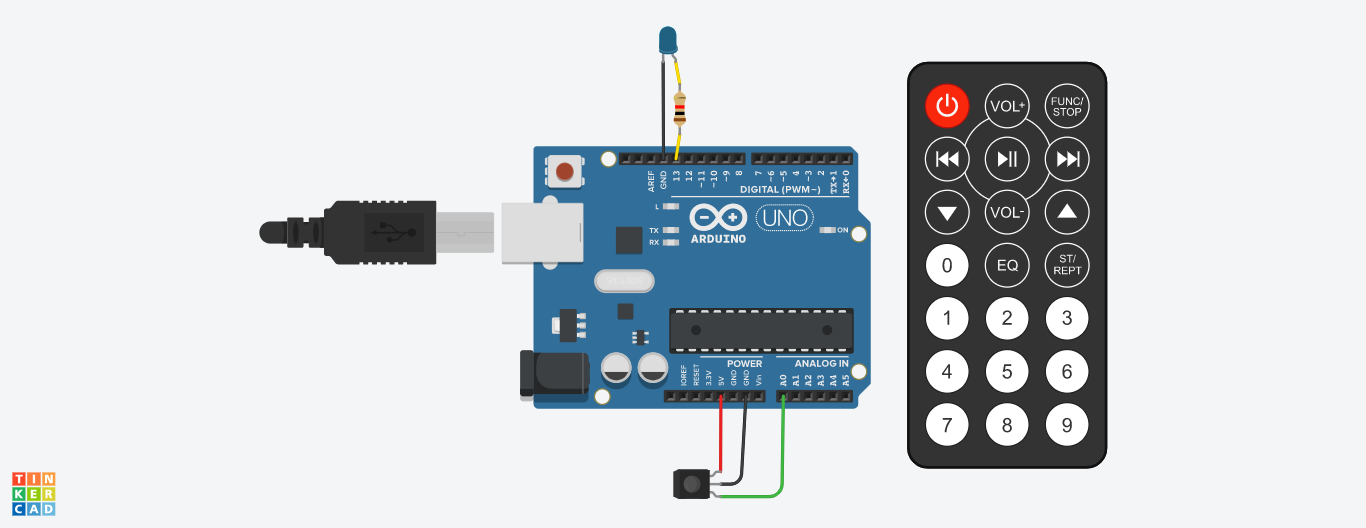 AREF
GND
13
12
~11
~10
~9
8
7
~6
~5
4
~3
2
TX→1
RX←0
DIGITAL (PWM~)
L
TX
RX
UNO
ARDUINO
ON
POWER
ANALOG IN
IOREF
RESET
3.3V
5V
GND
GND
Vin
A0
A1
A2
A3
A4
A5
VOL+
FUNC/
STOP
VOL-
0
EQ
ST/
REPT
1 2 3
4 5 6
7 8 9
TIN
KER
CAD